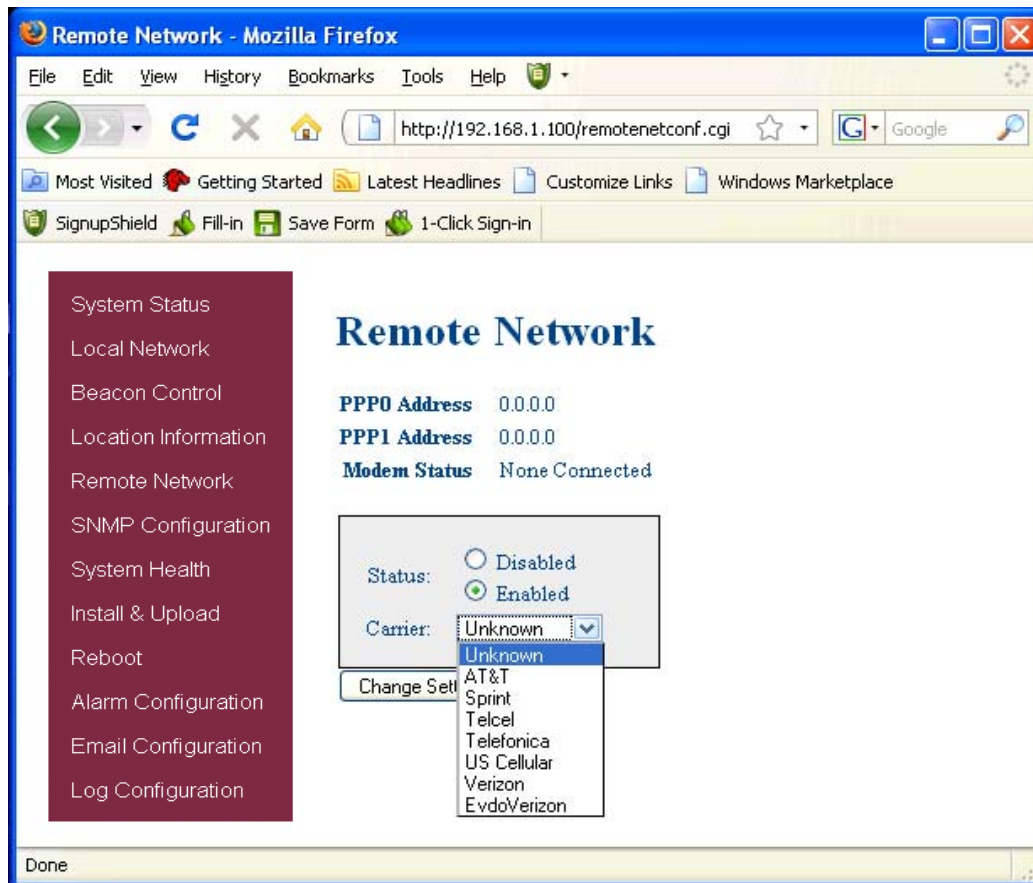 Remote Network - Mozilla Firefox
File Edit View History Bookmarks Tools Help
http://192.168.1.100/remotenetconf.cgi G Google
Most Visited Getting Started Latest Headlines Customize Links Windows Marketplace
SignupShield Fill-in Save Form 1-Click Sign-in
System Status
Local Network
Beacon Control
Location Information
Remote Network
SNMP Configuration
System Health
Install & Upload
Reboot
Alarm Configuration
Email Configuration
Log Configuration
Remote Network
PPP0 Address 0.0.0.0
PPP1 Address 0.0.0.0
Modem Status None Connected
Status: Disabled
Enabled
Carrier: Unknown
Unknown
AT&T
Sprint
Telcel
Telefonica
US Cellular
Verizon
EvdoVerizon
Change Sett
Done